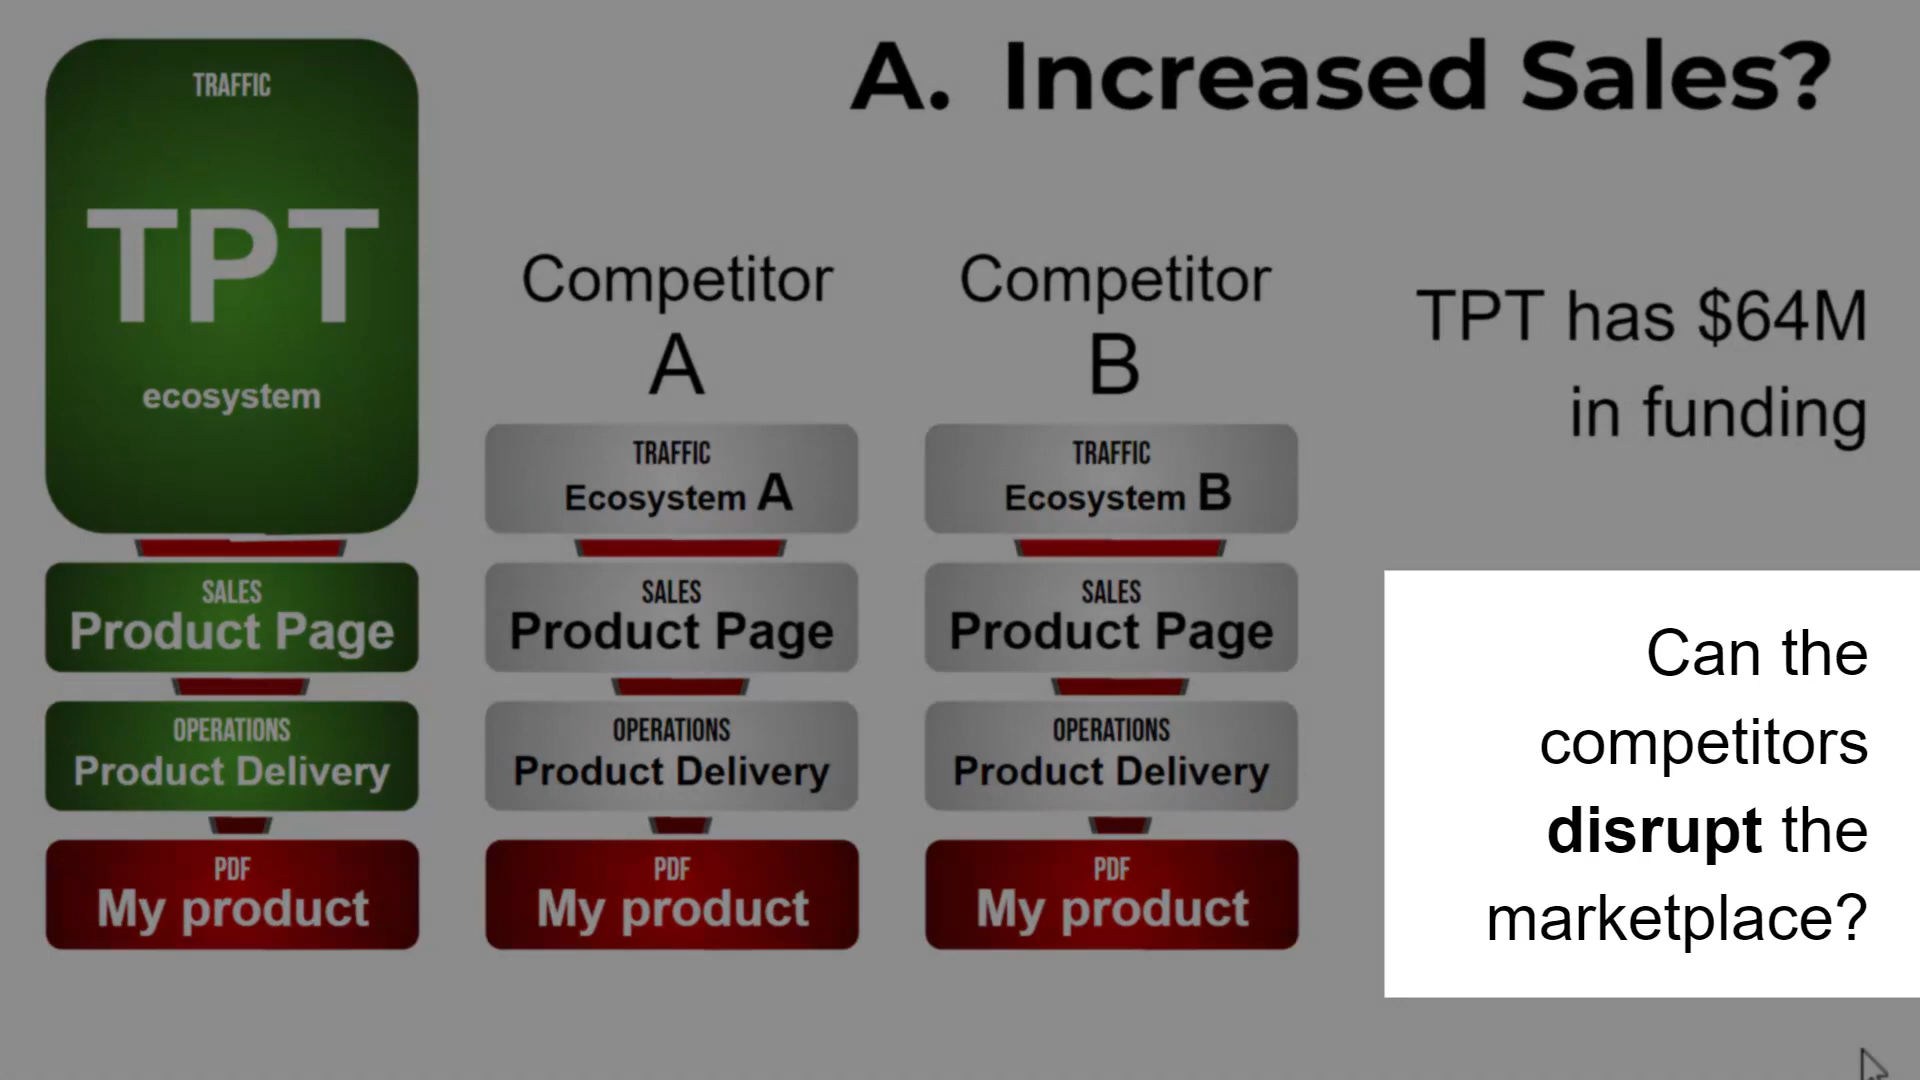 A. Increased Sales?
TRAFFIC
TPT
ecosystem
SALES
Product Page
OPERATIONS
Product Delivery
PDF
My product
Competitor
A
TRAFFIC
Ecosystem A
SALES
Product Page
OPERATIONS
Product Delivery
PDF
My product
Competitor
B
TRAFFIC
Ecosystem B
SALES
Product Page
OPERATIONS
Product Delivery
PDF
My product
TPT has $64M
in funding
Can the
competitors
disrupt the
marketplace?